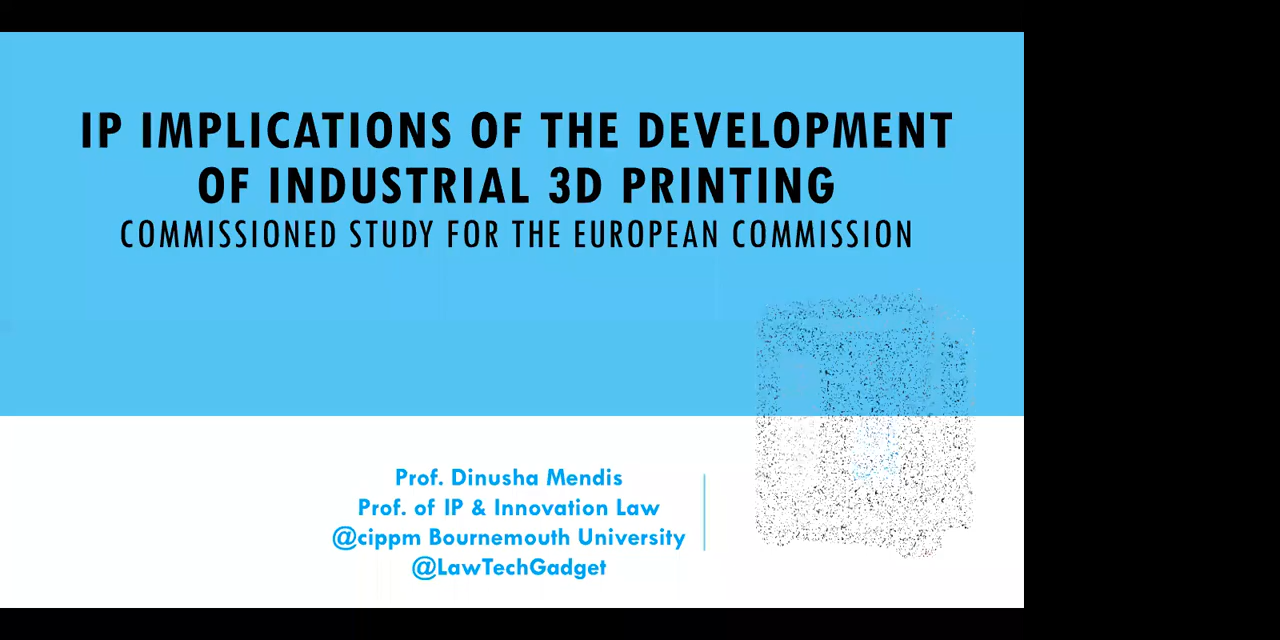 IP IMPLICATIONS OF THE DEVELOPMENT
OF INDUSTRIAL 3D PRINTING
COMMISSIONED STUDY FOR THE EUROPEAN COMMISSION
Prof. Dinusha Mendis
Prof. of IP & Innovation Law
@cippm Bournemouth University
@LawTechGadget